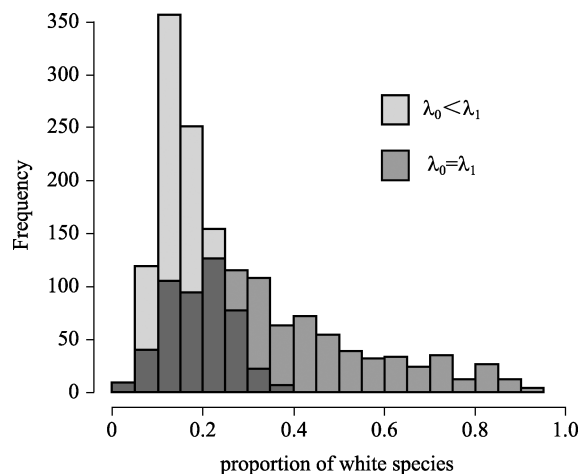 350
300
250
200
150
100
50
0
Frequency
λ₀<λ₁
λ₀=λ₁
0 0.2 0.4 0.6 0.8 1.0
proportion of white species